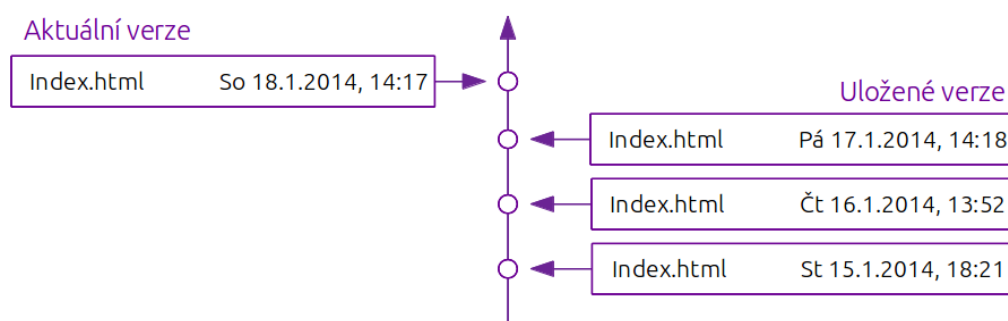 Aktuální verze
Index.html So 18.1.2014, 14:17
Uložené verze
Index.html Pá 17.1.2014, 14:18
Index.html Čt 16.1.2014, 13:52
Index.html St 15.1.2014, 18:21